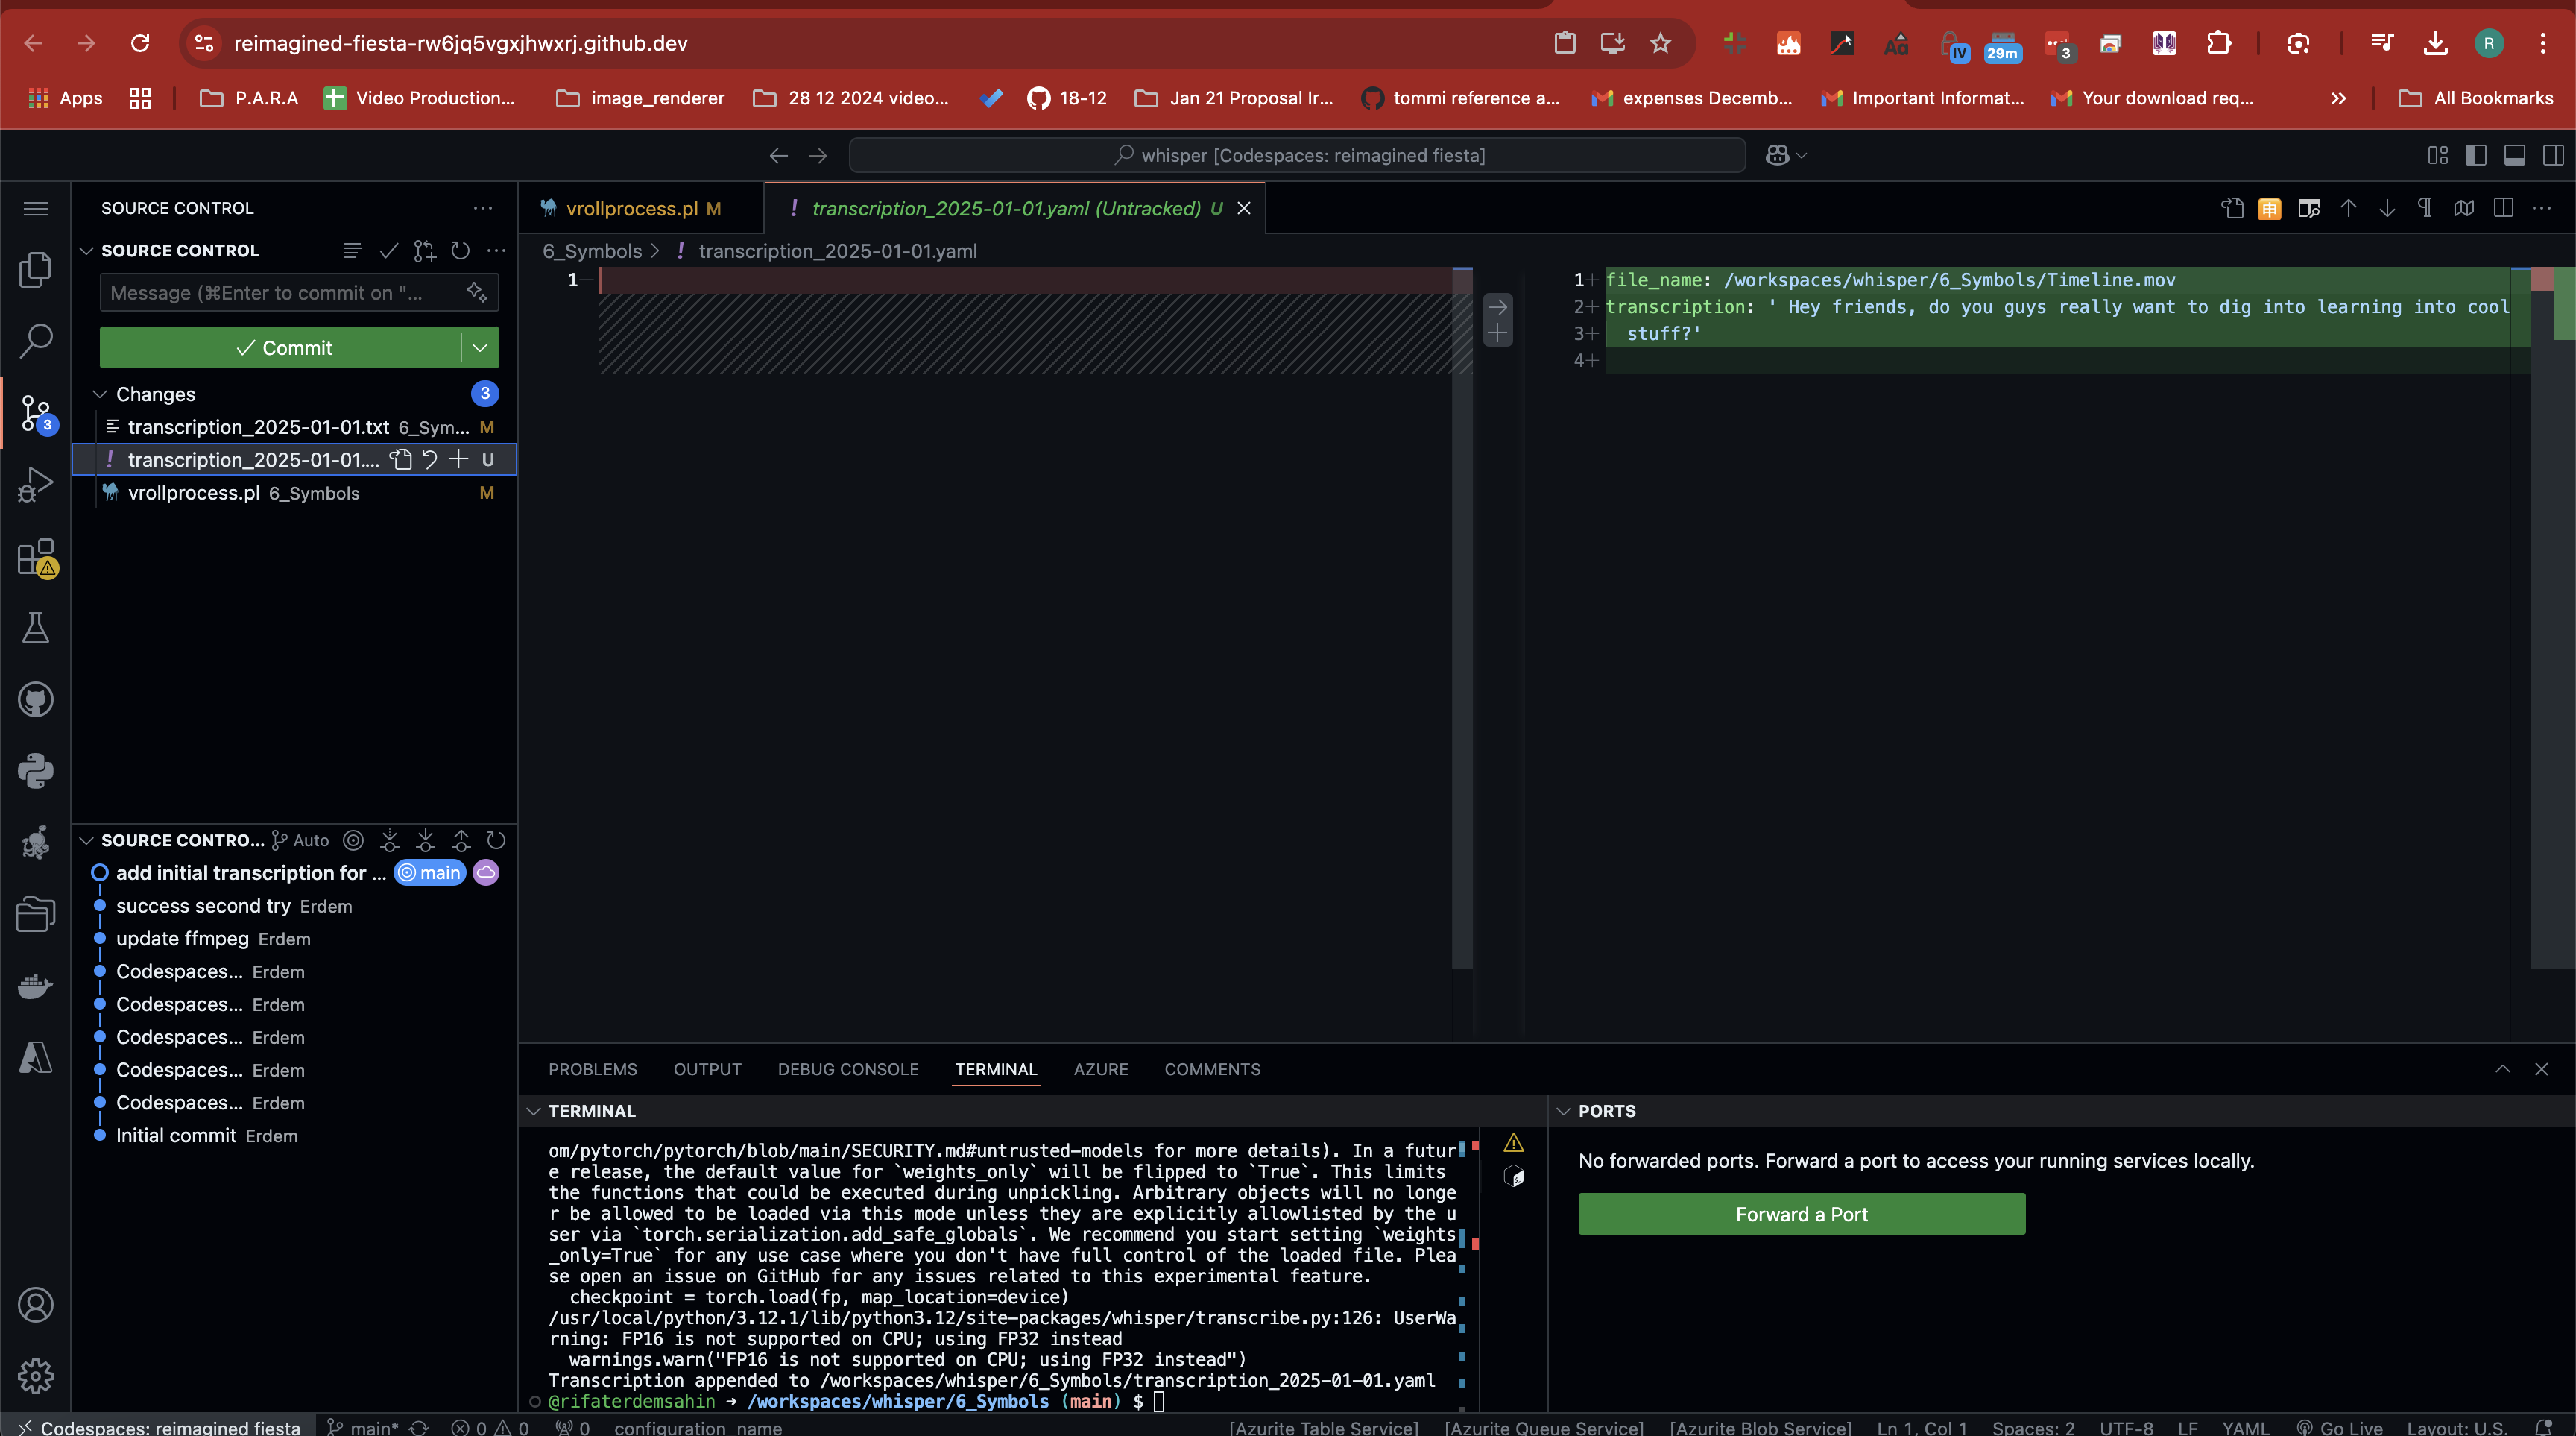 reimagined-fiesta-rw6jq5vgxjhwxrj.github.dev
IV
29m
3
R
Apps
P.A.R.A
Video Production...
image_renderer
28 12 2024 video...
18-12
Jan 21 Proposal Ir...
tommi reference a...
expenses Decemb...
Important Informat...
Your download req...
All Bookmarks
whisper [Codespaces: reimagined fiesta]
SOURCE CONTROL
SOURCE CONTROL
Message (⌘Enter to commit on "...
Commit
Changes
3
transcription_2025-01-01.txt 6_Sym... M
transcription_2025-01-01.... U
vrollprocess.pl 6_Symbols M
3
SOURCE CONTRO... Auto
add initial transcription for ... main
success second try Erdem
update ffmpeg Erdem
Codespaces... Erdem
Codespaces... Erdem
Codespaces... Erdem
Codespaces... Erdem
Codespaces... Erdem
Initial commit Erdem
vrollprocess.pl M
! transcription_2025-01-01.yaml (Untracked) U
6_Symbols > ! transcription_2025-01-01.yaml
1−
1+ file_name: /workspaces/whisper/6_Symbols/Timeline.mov
2+ transcription: ' Hey friends, do you guys really want to dig into learning into cool
3+ stuff?'
4+
PROBLEMS
OUTPUT
DEBUG CONSOLE
TERMINAL
AZURE
COMMENTS
TERMINAL
om/pytorch/pytorch/blob/main/SECURITY.md#untrusted-models for more details). In a futur
e release, the default value for `weights_only` will be flipped to `True`. This limits
the functions that could be executed during unpickling. Arbitrary objects will no longe
r be allowed to be loaded via this mode unless they are explicitly allowlisted by the u
ser via `torch.serialization.add_safe_globals`. We recommend you start setting `weights
_only=True` for any use case where you don't have full control of the loaded file. Plea
se open an issue on GitHub for any issues related to this experimental feature.
checkpoint = torch.load(fp, map_location=device)
/usr/local/python/3.12.1/lib/python3.12/site-packages/whisper/transcribe.py:126: UserWa
rning: FP16 is not supported on CPU; using FP32 instead
warnings.warn("FP16 is not supported on CPU; using FP32 instead")
Transcription appended to /workspaces/whisper/6_Symbols/transcription_2025-01-01.yaml
@rifaterdemsahin ➜ /workspaces/whisper/6_Symbols (main) $
PORTS
No forwarded ports. Forward a port to access your running services locally.
Forward a Port
Codespaces: reimagined fiesta
main*
0 0
0
configuration_name
[Azurite Table Service]
[Azurite Queue Service]
[Azurite Blob Service]
Ln 1, Col 1
Spaces: 2
UTF-8
LF
YAML
Go Live
Layout: U.S.